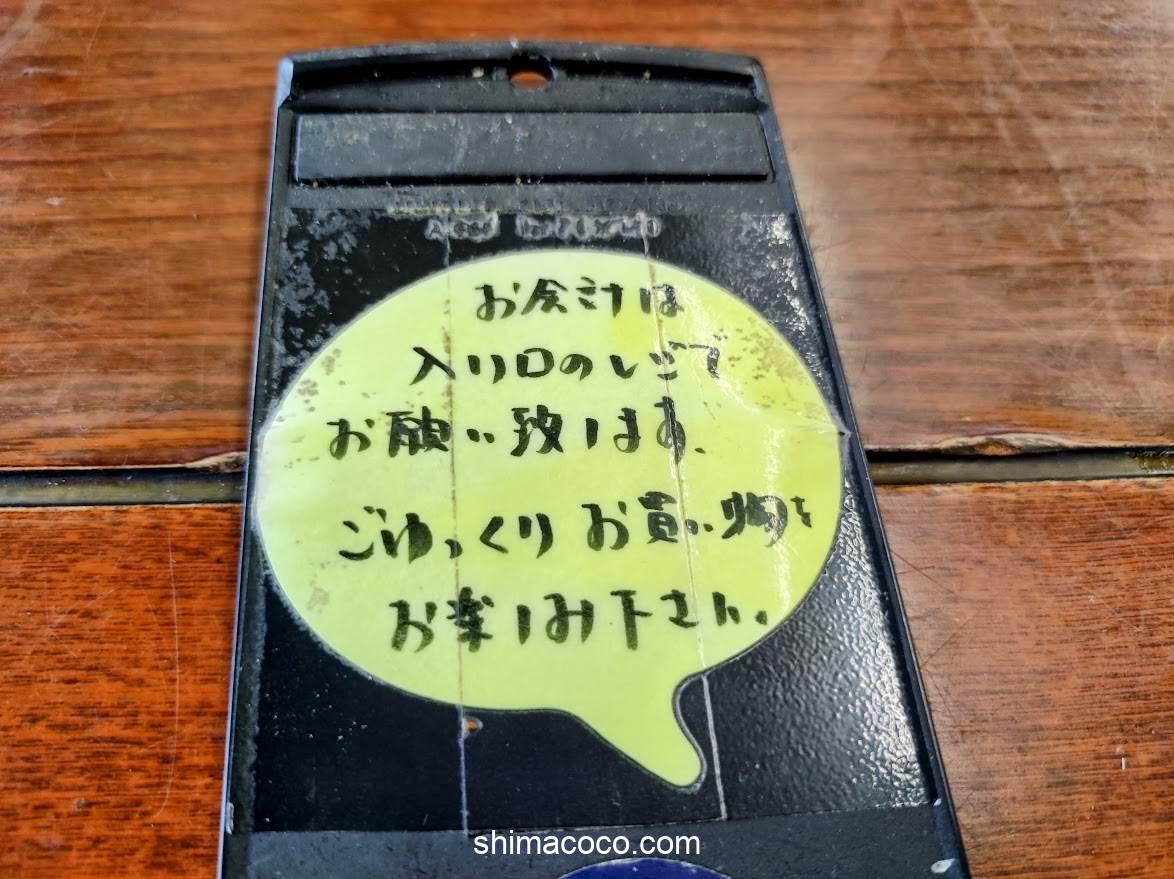 お会計は
入り口のレジで
お願い致します.
ごゆっくりお買い物を
お楽しみ下さい.
shimacoco.com